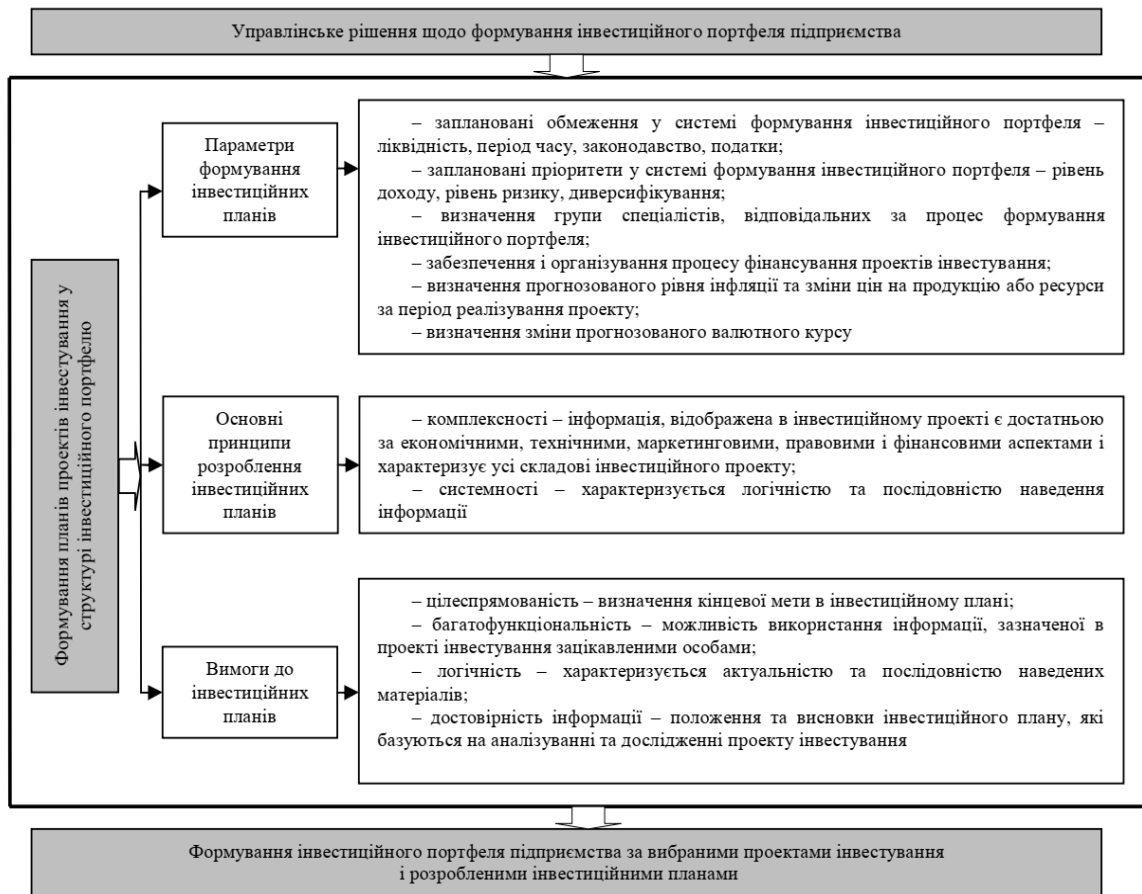 Управлінське рішення щодо формування інвестиційного портфеля підприємства
Формування планів проектів інвестування у
структурі інвестиційного портфелю
Параметри
формування
інвестиційних
планів
– заплановані обмеження у системі формування інвестиційного портфеля –
ліквідність, період часу, законодавство, податки;
– заплановані пріоритети у системі формування інвестиційного портфеля – рівень
доходу, рівень ризику, диверсифікування;
– визначення групи спеціалістів, відповідальних за процес формування
інвестиційного портфеля;
– забезпечення і організування процесу фінансування проектів інвестування;
– визначення прогнозованого рівня інфляції та зміни цін на продукцію або ресурси
за період реалізування проекту;
– визначення зміни прогнозованого валютного курсу
Основні
принципи
розроблення
інвестиційних
планів
– комплексності – інформація, відображена в інвестиційному проекті є достатньою
за економічними, технічними, маркетинговими, правовими і фінансовими аспектами і
характеризує усі складові інвестиційного проекту;
– системності – характеризується логічністю та послідовністю наведення
інформації
Вимоги до
інвестиційних
планів
– цілеспрямованість – визначення кінцевої мети в інвестиційному плані;
– багатофункціональність – можливість використання інформації, зазначеної в
проекті інвестування зацікавленими особами;
– логічність – характеризується актуальністю та послідовністю наведених
матеріалів;
– достовірність інформації – положення та висновки інвестиційного плану, які
базуються на аналізуванні та дослідженні проекту інвестування
Формування інвестиційного портфеля підприємства за вибраними проектами інвестування
і розробленими інвестиційними планами